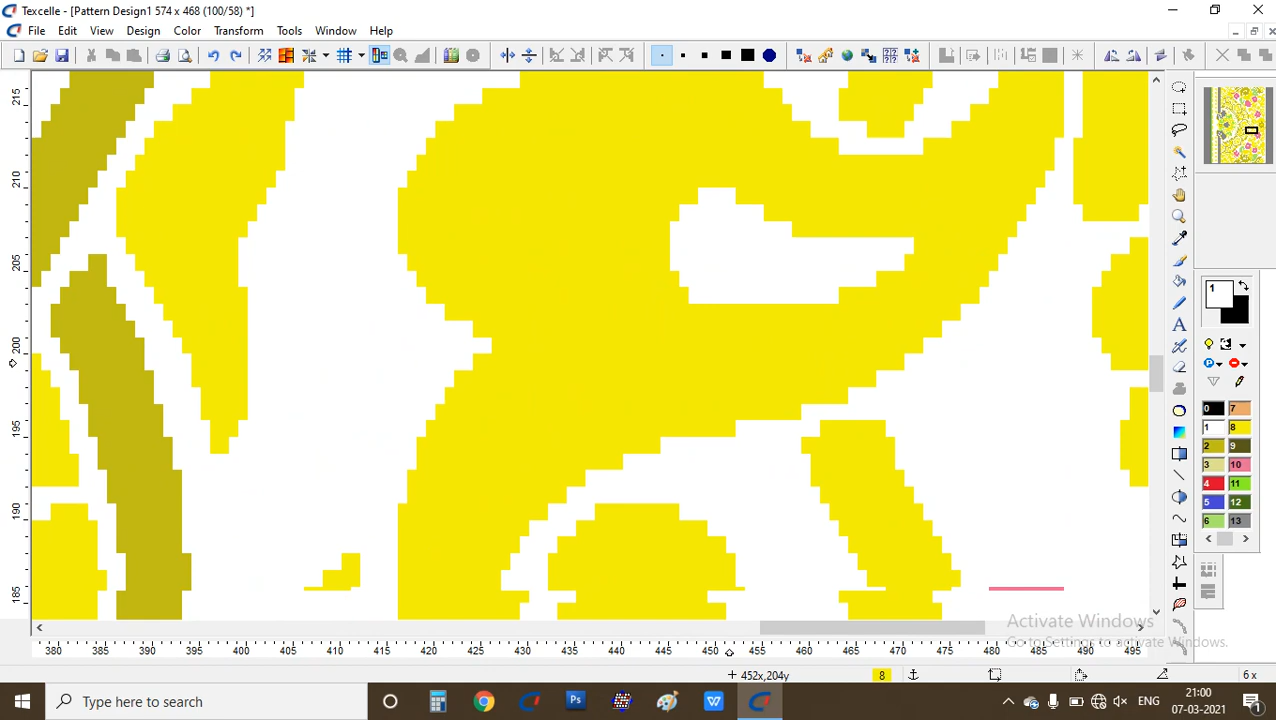 Texcelle - [Pattern Design1 574 x 468 (100/58) *]
File Edit View Design Color Transform Tools Window Help
215
210
205
200
195
190
185
380 385 390 395 400 405 410 415 420 425 430 435 440 445 450 455 460 465 470 475 480 485 490 495
1
A
P
0 7
1 8
2 9
3 10
4 11
5 12
6 13
Activate Windows
Go to Settings to activate Windows.
452x,204y
8
6 x
Type here to search
Ps
W
ENG
21:00
07-03-2021
1